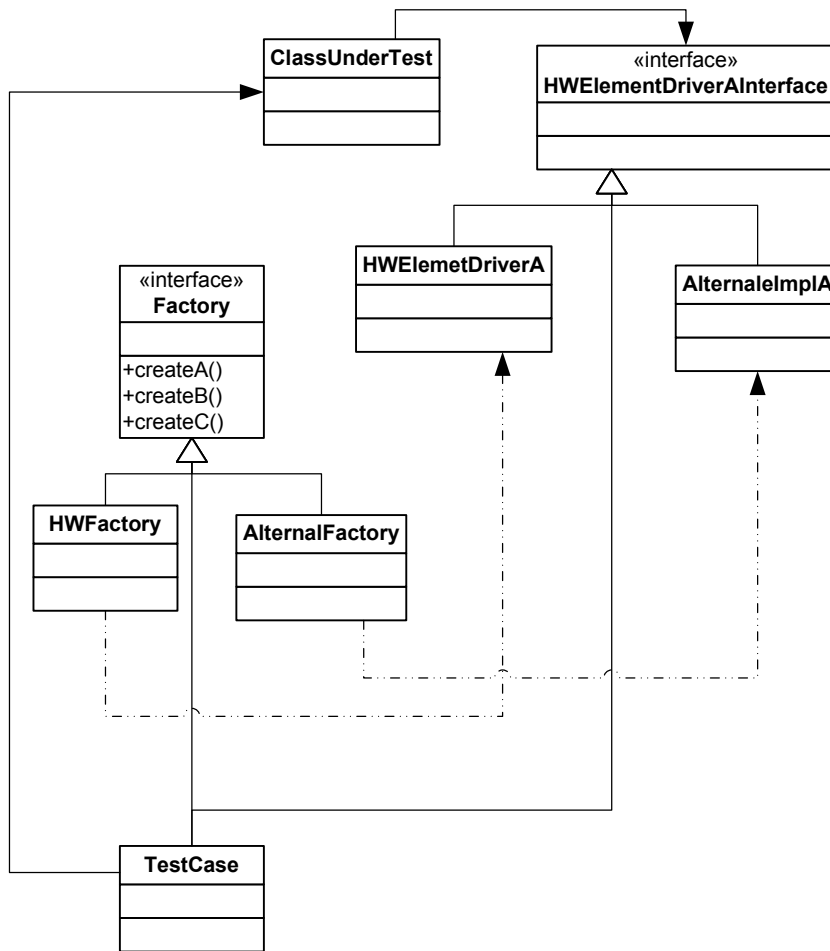 ClassUnderTest
«interface»
HWElementDriverAInterface
HWElemetDriverA
AlternaleImplA
«interface»
Factory
+createA()
+createB()
+createC()
HWFactory
AlternalFactory
TestCase